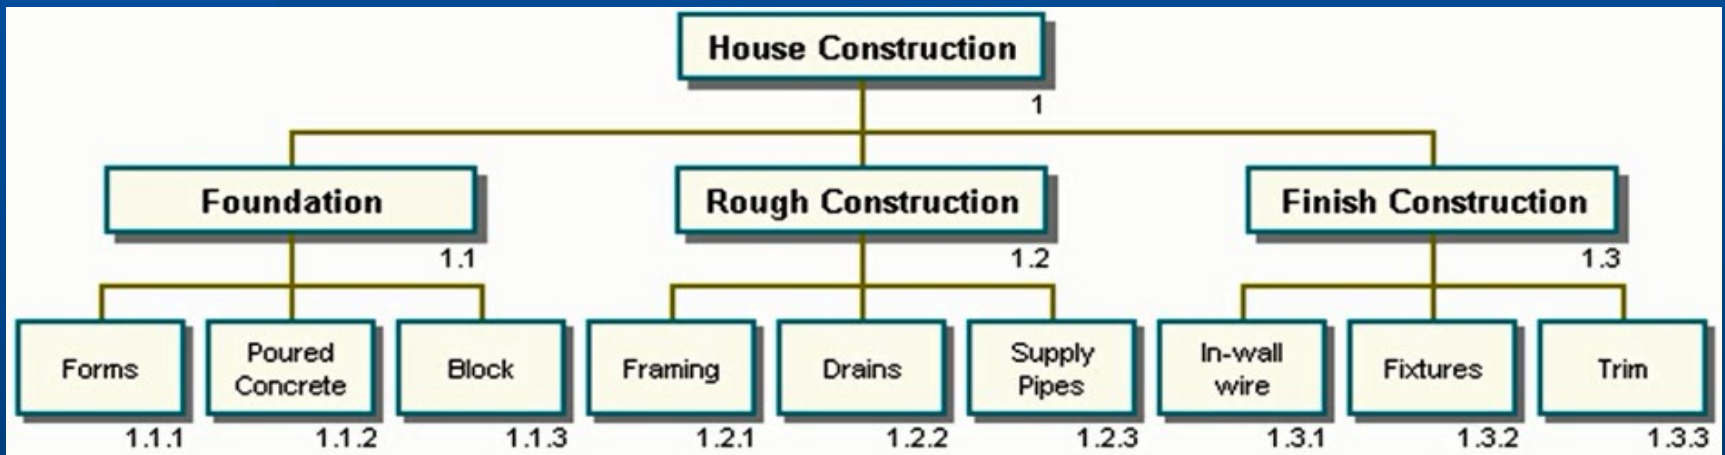 House Construction
1
Foundation
1.1
Rough Construction
1.2
Finish Construction
1.3
Forms
1.1.1
Poured
Concrete
1.1.2
Block
1.1.3
Framing
1.2.1
Drains
1.2.2
Supply
Pipes
1.2.3
In-wall
wire
1.3.1
Fixtures
1.3.2
Trim
1.3.3